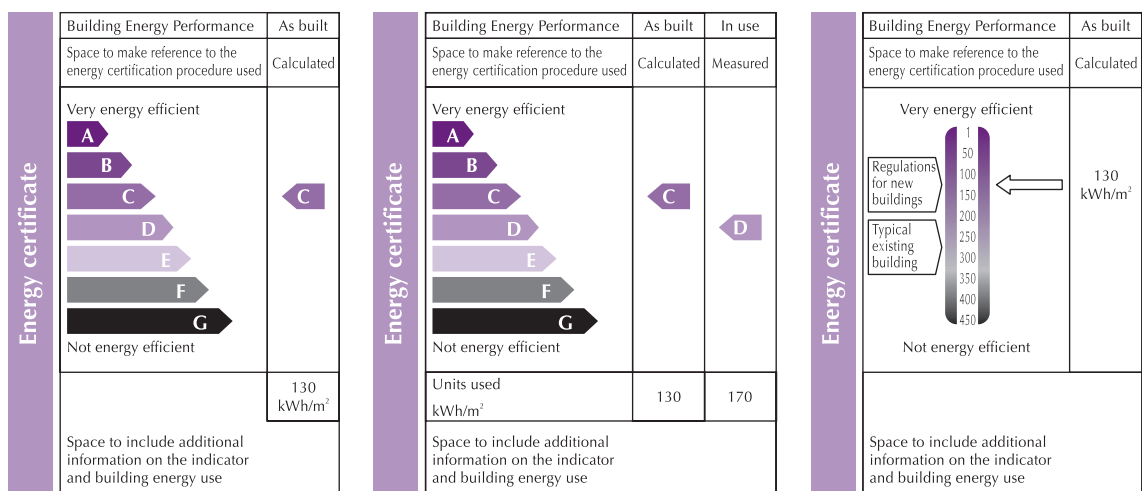 Energy certificate
Building Energy Performance
As built
Space to make reference to the
energy certification procedure used
Calculated
Very energy efficient
A
B
C
C
D
E
F
G
Not energy efficient
130
kWh/m²
Space to include additional
information on the indicator
and building energy use
Energy certificate
Building Energy Performance
As built
In use
Space to make reference to the
energy certification procedure used
Calculated
Measured
Very energy efficient
A
B
C
C
D
D
E
F
G
Not energy efficient
Units used
kWh/m²
130
170
Space to include additional
information on the indicator
and building energy use
Energy certificate
Building Energy Performance
As built
Space to make reference to the
energy certification procedure used
Calculated
Very energy efficient
1
50
100
150
200
250
300
350
400
450
Regulations
for new
buildings
Typical
existing
building
130
kWh/m²
Not energy efficient
Space to include additional
information on the indicator
and building energy use